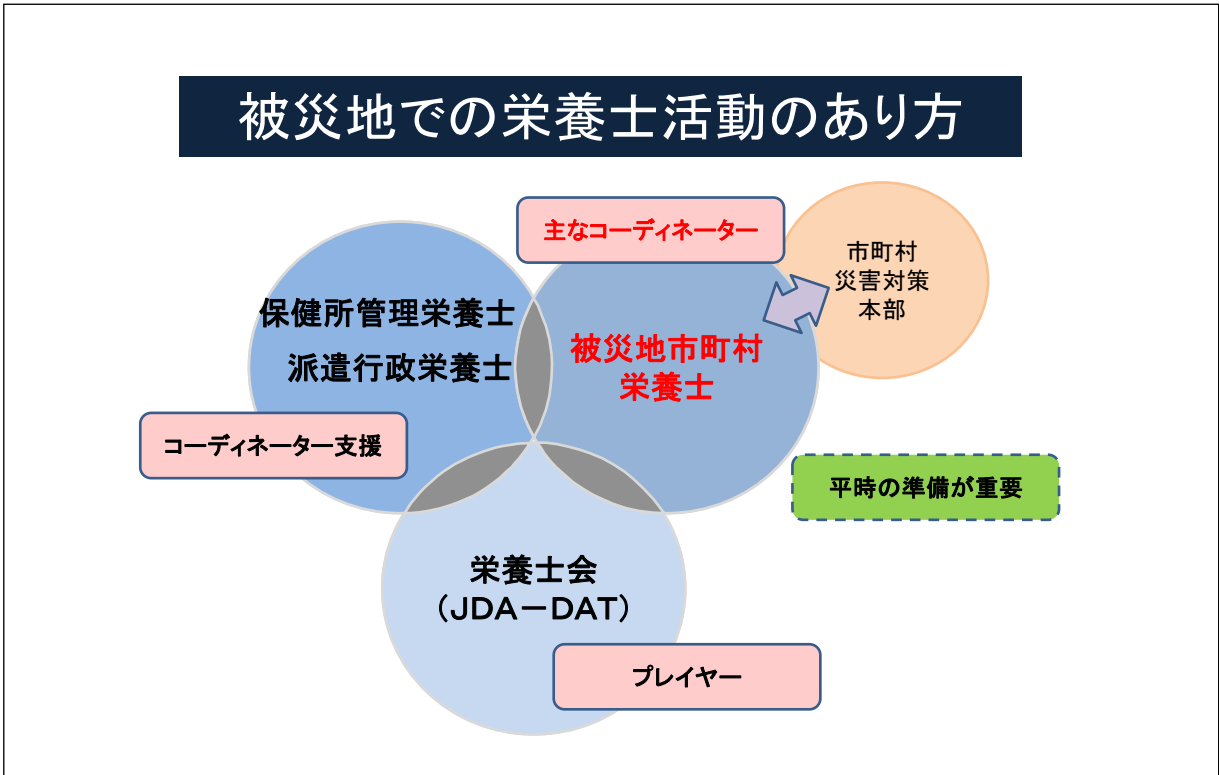 被災地での栄養士活動のあり方
主なコーディネーター
市町村
災害対策
本部
保健所管理栄養士
派遣行政栄養士
被災地市町村
栄養士
コーディネーター支援
平時の準備が重要
栄養士会
（ＪＤＡ－ＤＡＴ）
プレイヤー